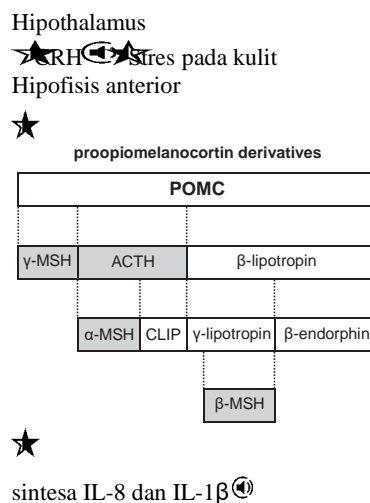 Hipothalamus
CRH Stres pada kulit
Hipofisis anterior
proopiomelanocortin derivatives
POMC
γ-MSH ACTH β-lipotropin
α-MSH CLIP γ-lipotropin β-endorphin
β-MSH
sintesa IL-8 dan IL-1β